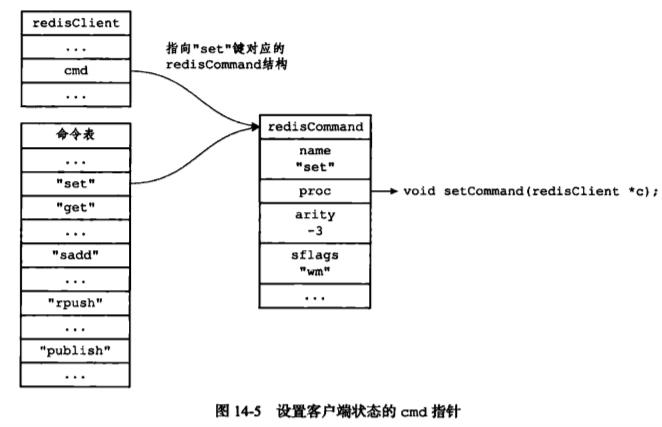 redisClient
...
cmd
...
指向"set"键对应的
redisCommand结构
命令表
...
"set"
"get"
...
"sadd"
...
"rpush"
...
"publish"
...
redisCommand
name
"set"
proc
void setCommand(redisClient *c);
arity
-3
sflags
"wm"
...
图 14-5 设置客户端状态的 cmd 指针